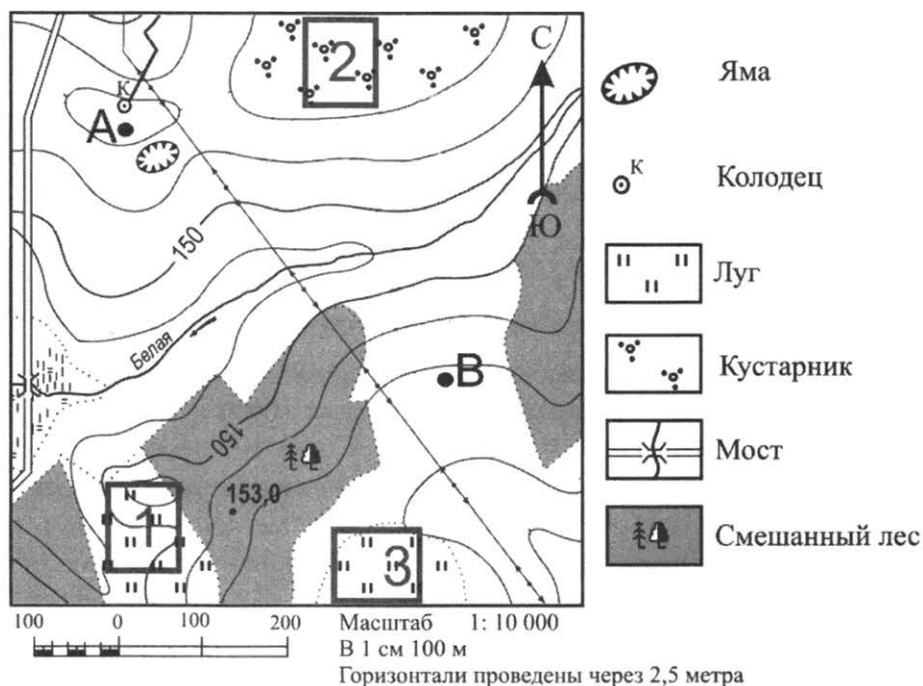 2
С
К
А
Ю
150
Белая
В
150
153,0
1
3
Яма
К
Колодец
Луг
Кустарник
Мост
Смешанный лес
100 0 100 200
Масштаб 1: 10 000
В 1 см 100 м
Горизонтали проведены через 2,5 метра